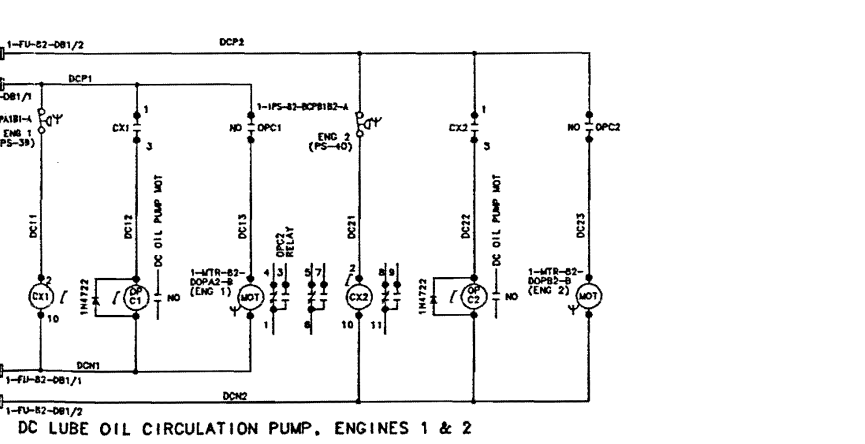 1-FU-82-DB1/2
DCP2
DCP1
-DB1/1
1
1-IPS-82-BCPB1B2-A
1
PA1B1-A
ENG 1
(PS-39)
CX1
3
NO
OPC1
ENG 2
(PS-40)
CX2
3
NO
OPC2
DC11
DC12
DC OIL PUMP MOT
DC13
OPC2
RELAY
DC21
DC22
DC OIL PUMP MOT
DC23
2
CX1
10
1N4722
OP
C1
NO
1-MTR-82-
DOPA2-B
(ENG 1)
MOT
4
3
1
5
7
6
2
CX2
10
8
9
11
1N4722
OP
C2
NO
1-MTR-82-
DOPB2-B
(ENG 2)
MOT
DCN1
1-FU-82-DB1/1
DCN2
1-FU-82-DB1/2
DC LUBE OIL CIRCULATION PUMP, ENGINES 1 & 2